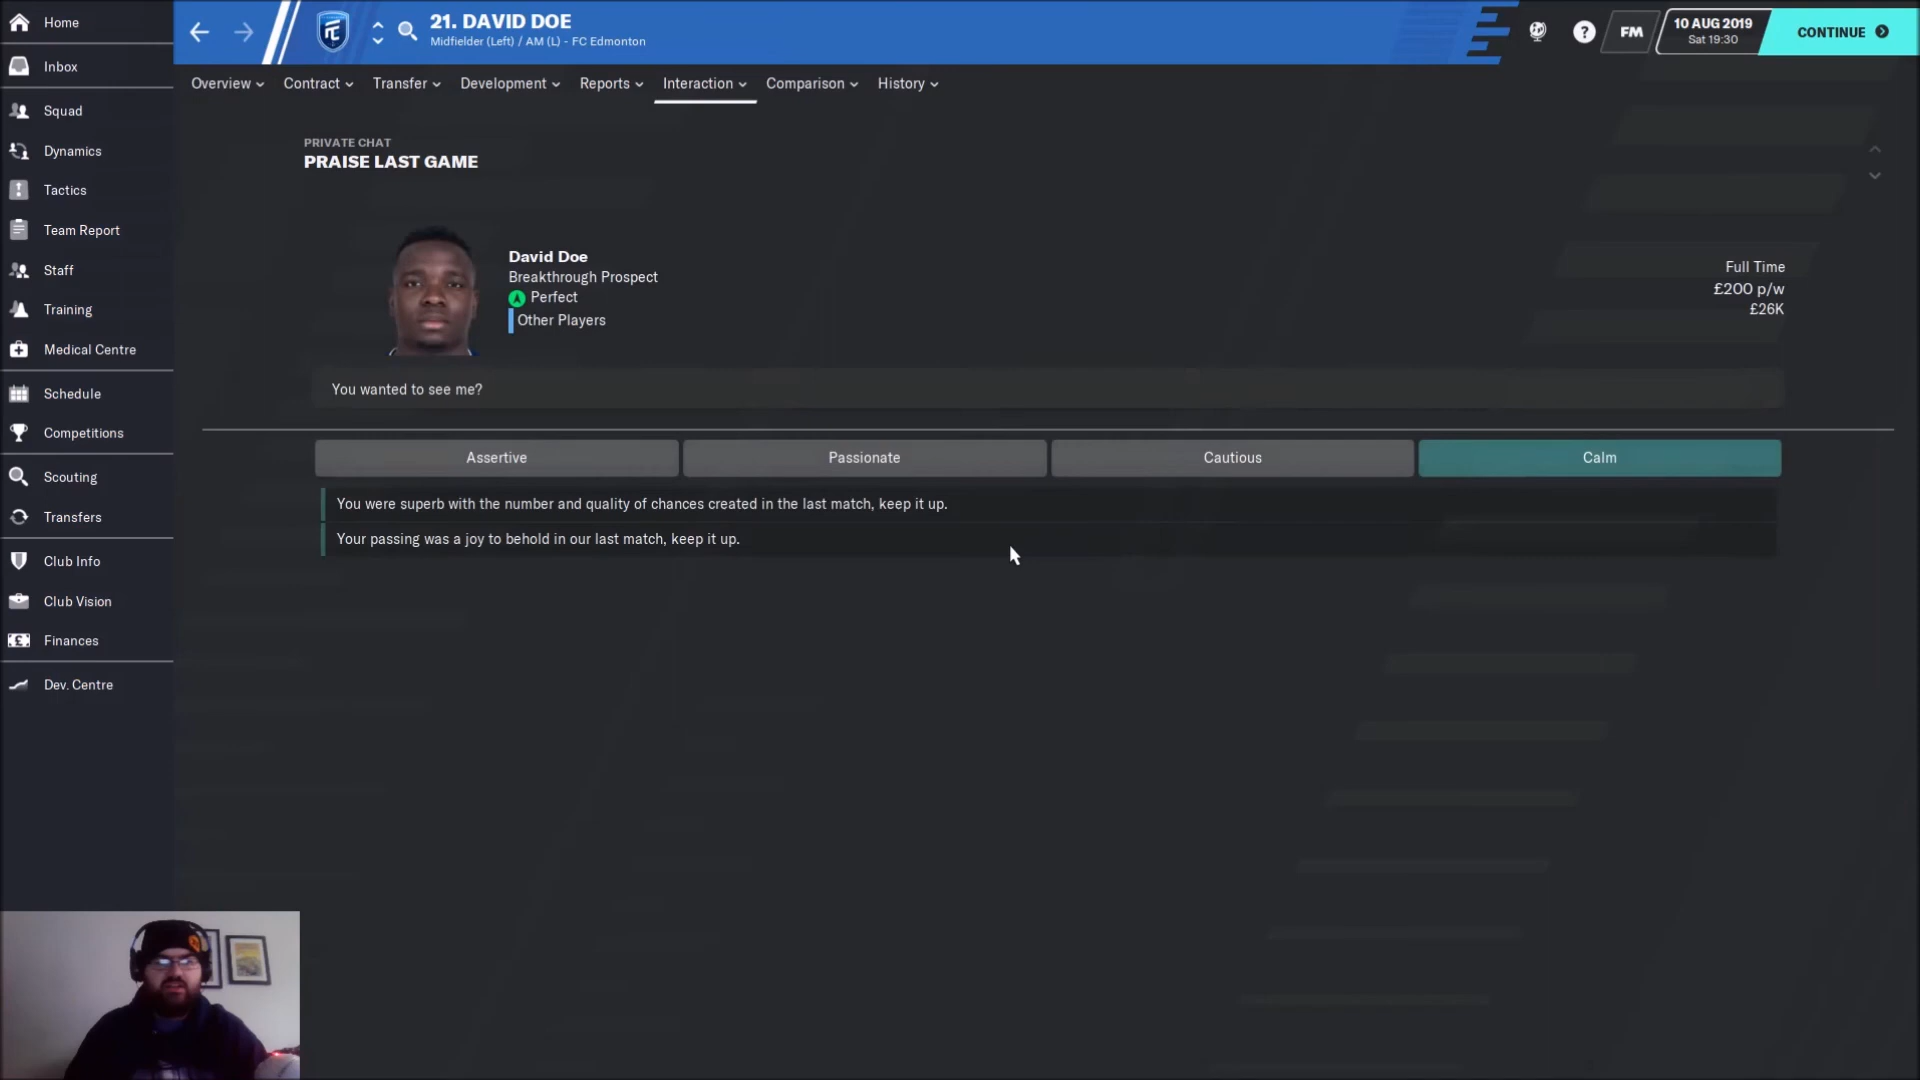 Home
Inbox
Squad
Dynamics
Tactics
Team Report
Staff
Training
Medical Centre
Schedule
Competitions
Scouting
Transfers
Club Info
Club Vision
Finances
Dev. Centre
21. DAVID DOE
Midfielder (Left) / AM (L) - FC Edmonton
?
FM
10 AUG 2019
Sat 19:30
CONTINUE
Overview Contract Transfer Development Reports Interaction Comparison History
PRIVATE CHAT
PRAISE LAST GAME
David Doe
Breakthrough Prospect
Perfect
Other Players
Full Time
£200 p/w
£26K
You wanted to see me?
Assertive Passionate Cautious Calm
You were superb with the number and quality of chances created in the last match, keep it up.
Your passing was a joy to behold in our last match, keep it up.